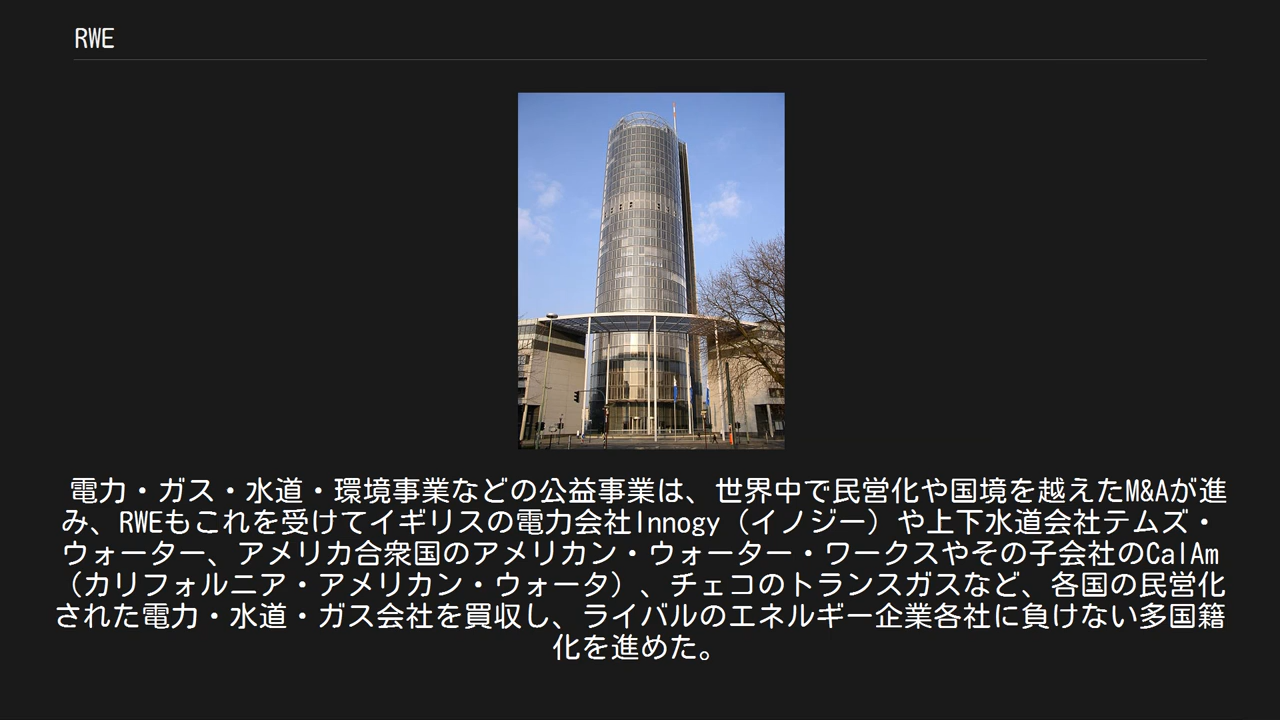 RWE
電力・ガス・水道・環境事業などの公益事業は、世界中で民営化や国境を越えたM&Aが進
み、RWEもこれを受けてイギリスの電力会社Innogy（イノジー）や上下水道会社テムズ・
ウォーター、アメリカ合衆国のアメリカン・ウォーター・ワークスやその子会社のCalAm
（カリフォルニア・アメリカン・ウォータ）、チェコのトランスガスなど、各国の民営化
された電力・水道・ガス会社を買収し、ライバルのエネルギー企業各社に負けない多国籍
化を進めた。